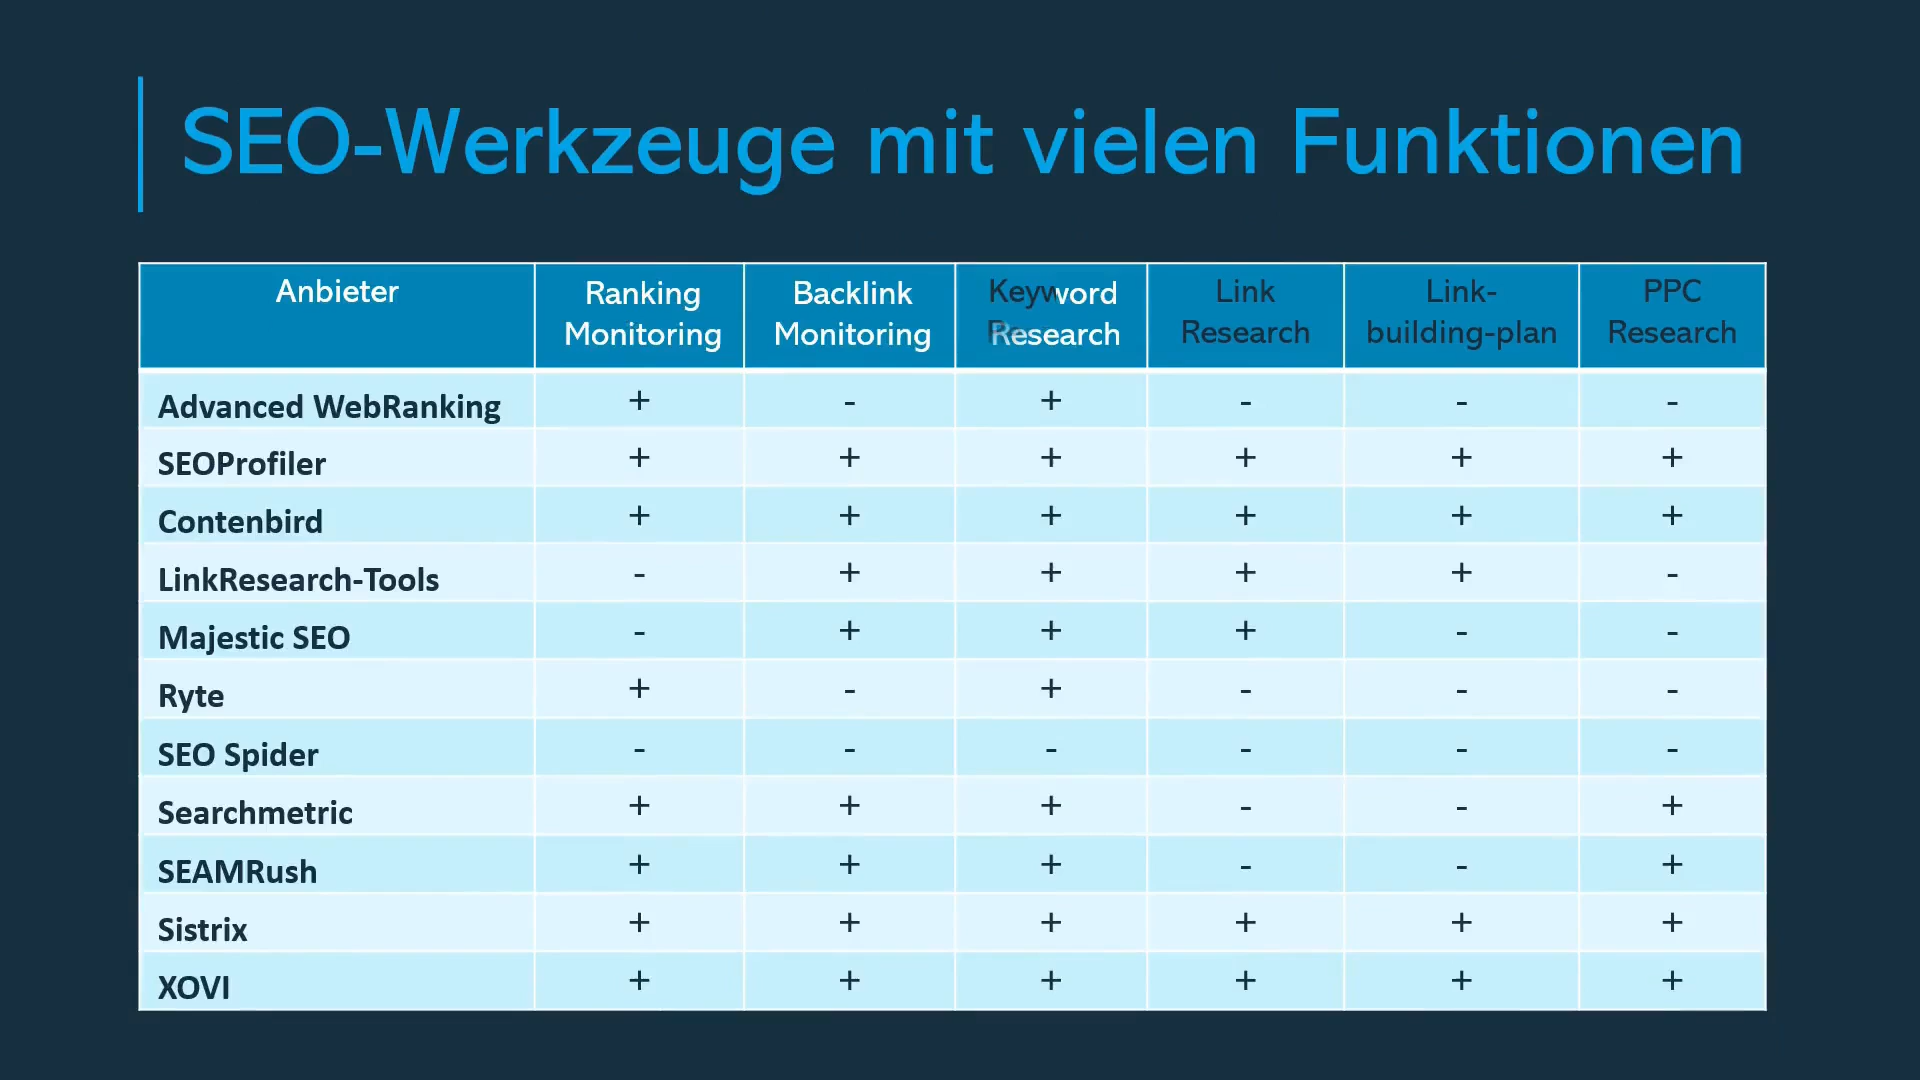 SEO-Werkzeuge mit vielen Funktionen
Anbieter Ranking Monitoring Backlink Monitoring Keyword Research Link Research Link-building-plan PPC Research
Advanced WebRanking + - + - - -
SEOProfiler + + + + + +
Contenbird + + + + + +
LinkResearch-Tools - + + + + -
Majestic SEO - + + + - -
Ryte + - + - - -
SEO Spider - - - - - -
Searchmetric + + + - - +
SEAMRush + + + - - +
Sistrix + + + + + +
XOVI + + + + + +